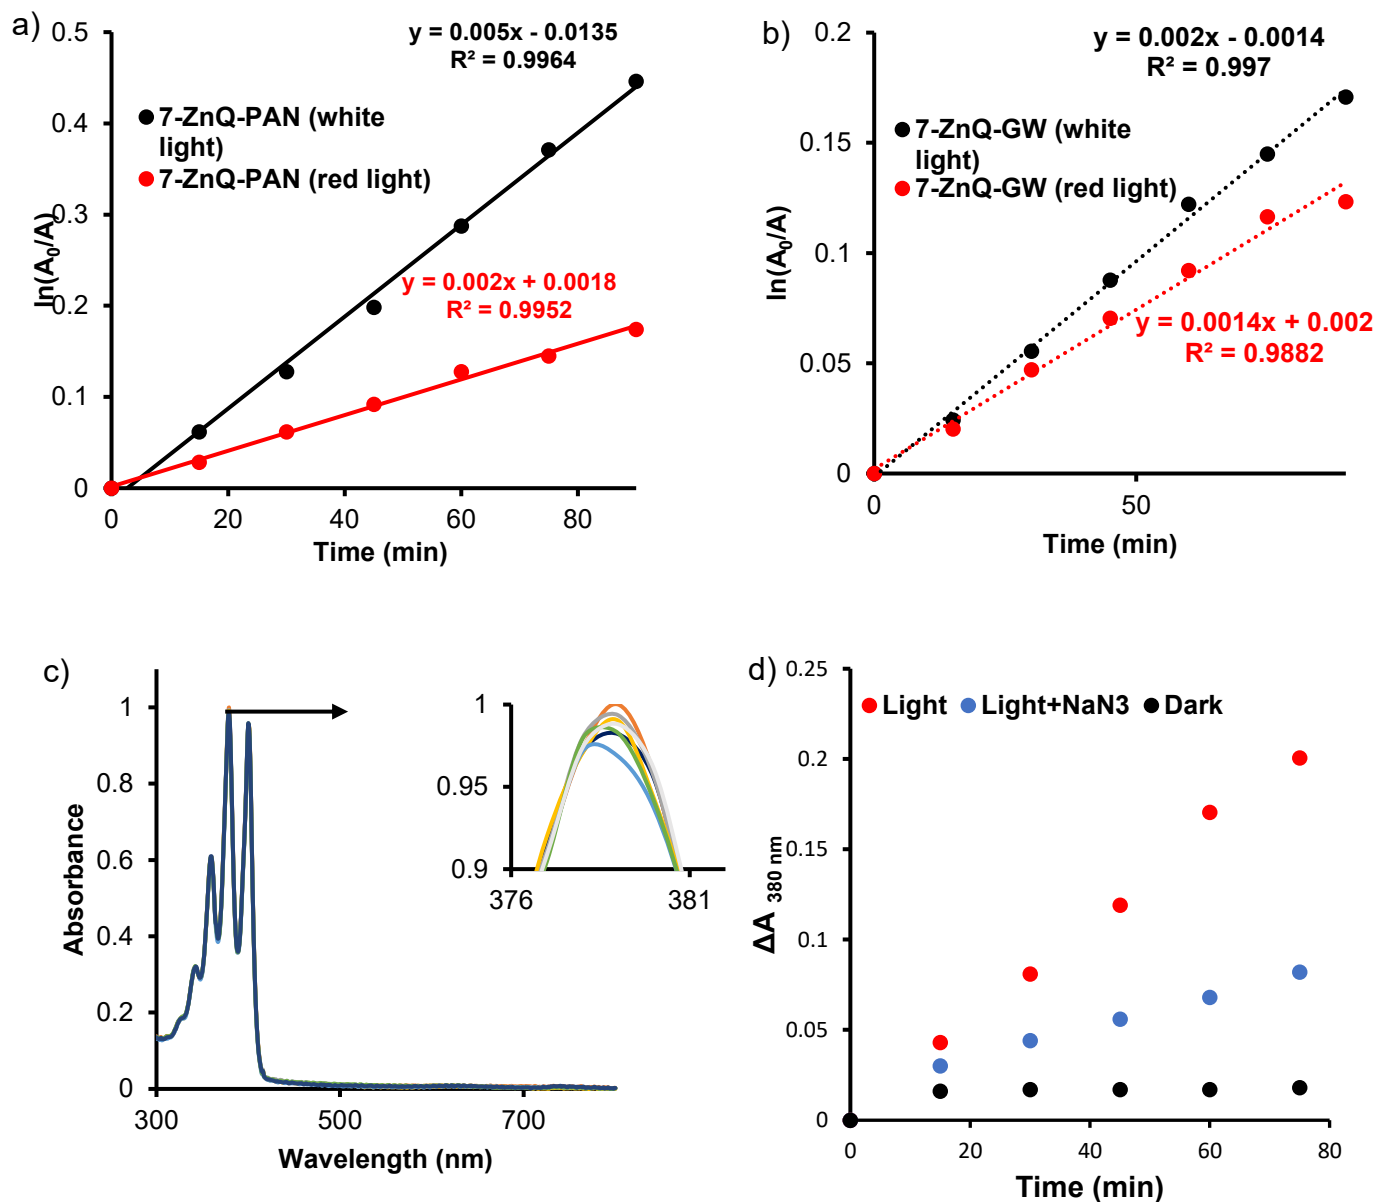 a)
0.5
0.4
0.3
0.2
0.1
0
y = 0.005x - 0.0135
R² = 0.9964
7-ZnQ-PAN (white
light)
7-ZnQ-PAN (red light)
y = 0.002x + 0.0018
R² = 0.9952
ln(A₀/A)
0
20
40
60
80
Time (min)
b)
0.2
0.15
0.1
0.05
0
y = 0.002x - 0.0014
R² = 0.997
7-ZnQ-GW (white
light)
7-ZnQ-GW (red light)
y = 0.0014x + 0.002
R² = 0.9882
ln(A₀/A)
0
50
Time (min)
c)
1
0.8
0.6
0.4
0.2
0
Absorbance
300
500
700
Wavelength (nm)
1
0.95
0.9
376
381
d)
0.25
0.2
0.15
0.1
0.05
0
Light
Light+NaN3
Dark
ΔA 380 nm
0
20
40
60
80
Time (min)